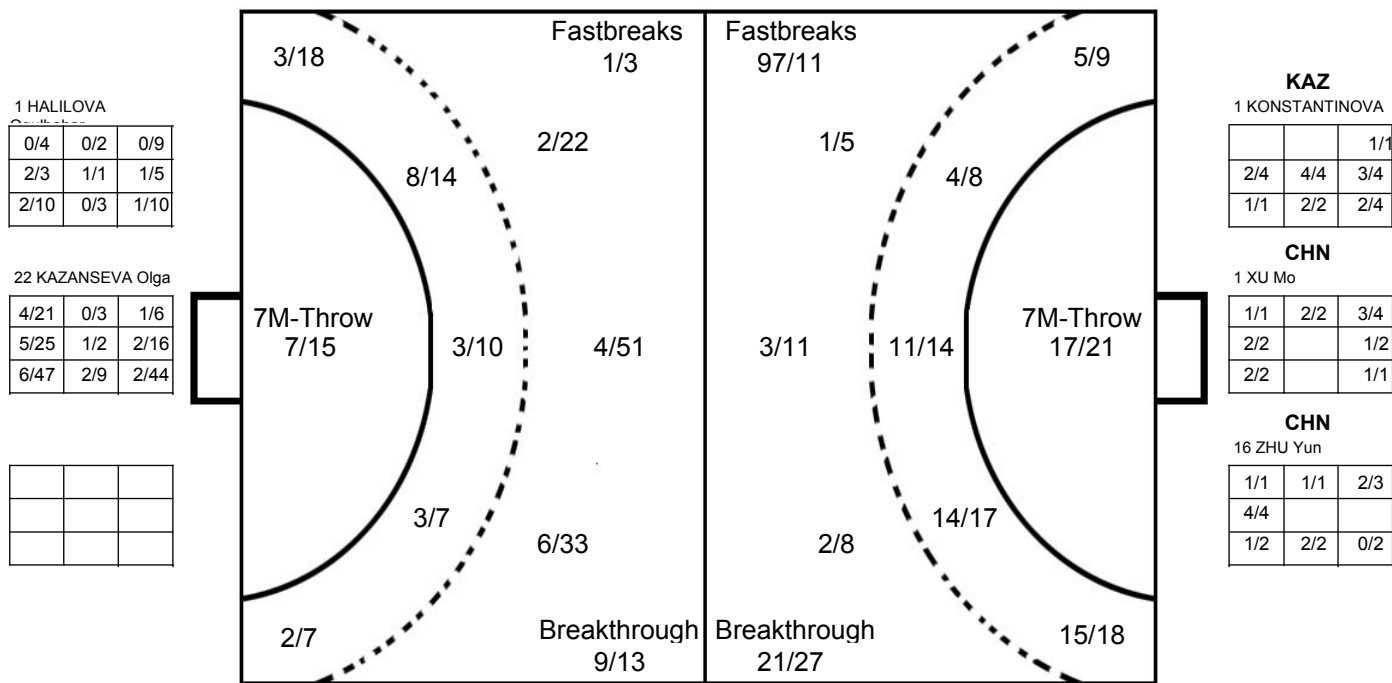 1 HALILOVA
0/4 0/2 0/9
2/3 1/1 1/5
2/10 0/3 1/10
22 KAZANSEVA Olga
4/21 0/3 1/6
5/25 1/2 2/16
6/47 2/9 2/44
3/18
Fastbreaks
1/3
2/22
8/14
7M-Throw
7/15
3/10
4/51
3/7
6/33
2/7
Breakthrough
9/13
Fastbreaks
97/11
5/9
1/5
4/8
3/11
11/14
7M-Throw
17/21
14/17
2/8
Breakthrough
21/27
15/18
KAZ
1 KONSTANTINOVA
1/1
2/4 4/4 3/4
1/1 2/2 2/4
CHN
1 XU Mo
1/1 2/2 3/4
2/2 1/2
2/2 1/1
CHN
16 ZHU Yun
1/1 1/1 2/3
4/4
1/2 2/2 0/2